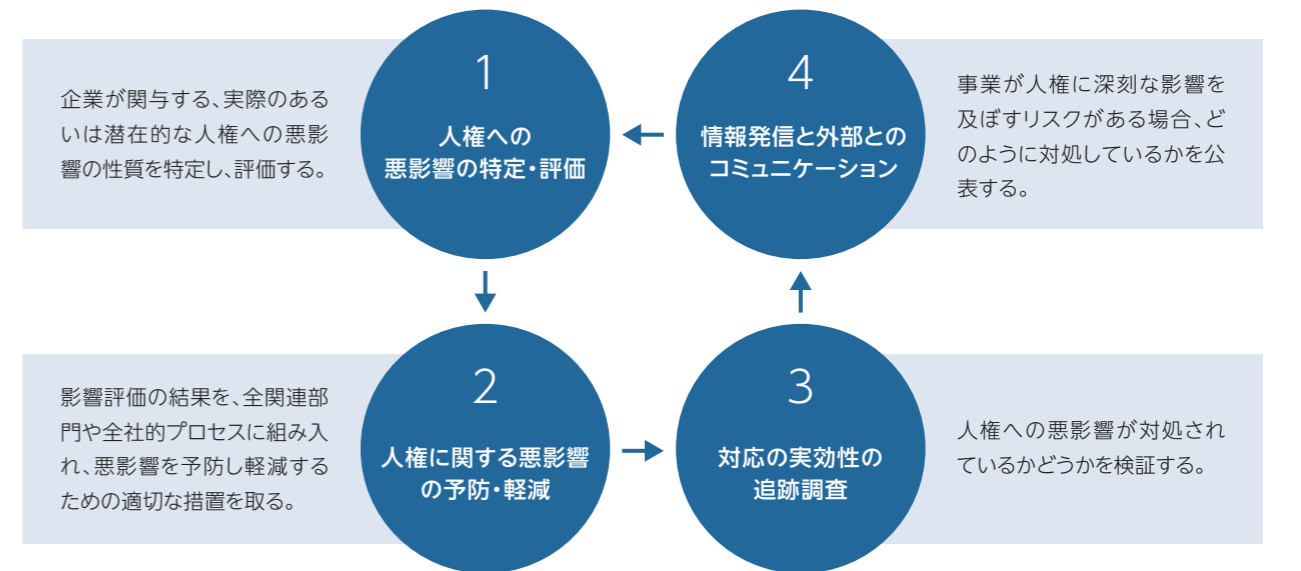 企業が関与する、実際のある
いは潜在的な人権への悪影
響の性質を特定し、評価する。
1
人権への
悪影響の特定・評価
4
情報発信と外部との
コミュニケーション
事業が人権に深刻な影響を
及ぼすリスクがある場合、ど
のように対処しているかを公
表する。
影響評価の結果を、全関連部
門や全社的プロセスに組み入
れ、悪影響を予防し軽減する
ための適切な措置を取る。
2
人権に関する悪影響
の予防・軽減
3
対応の実効性の
追跡調査
人権への悪影響が対処され
ているかどうかを検証する。